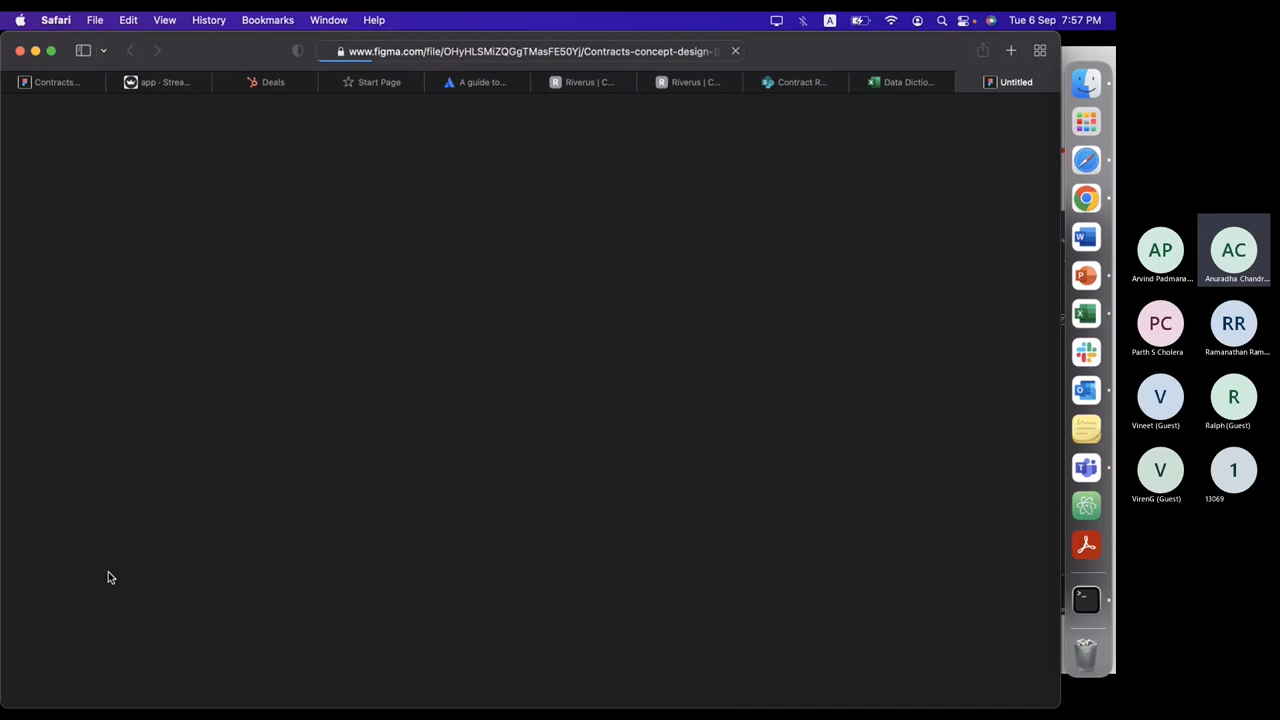 Safari File Edit View History Bookmarks Window Help
A
Tue 6 Sep 7:57 PM
www.figma.com/file/OHyHLSMiZQGgTMasFE50Yj/Contracts-concept-design-
Contracts...
app - Strea...
Deals
Start Page
A guide to...
R Riverus | C...
R Riverus | C...
Contract R...
Data Dictio...
Untitled
AP
Arvind Padmana...
AC
Anuradha Chandr...
PC
Parth S Cholera
RR
Ramanathan Ram...
V
Vineet (Guest)
R
Ralph (Guest)
V
VirenG (Guest)
1
13069